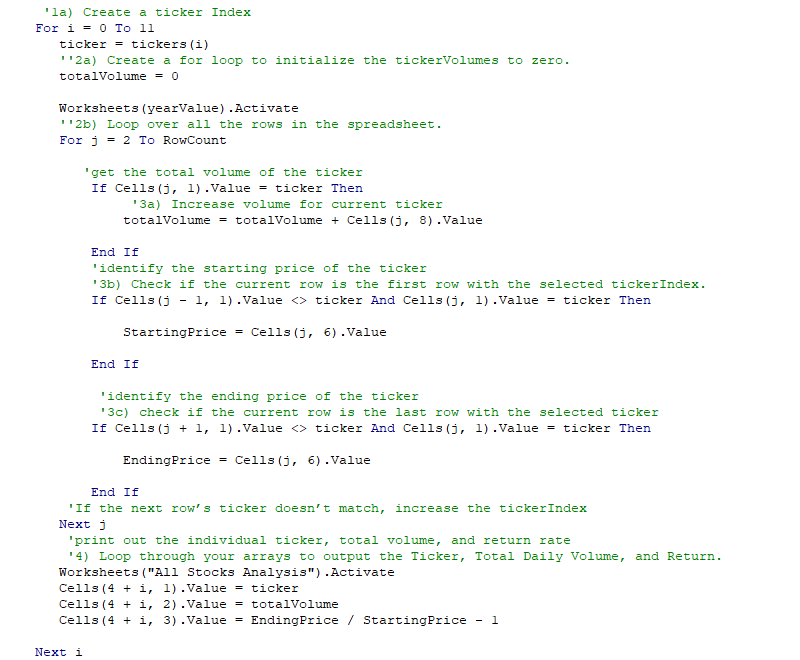 '1a) Create a ticker Index
For i = 0 To 11
ticker = tickers(i)
''2a) Create a for loop to initialize the tickerVolumes to zero.
totalVolume = 0
Worksheets(yearValue).Activate
''2b) Loop over all the rows in the spreadsheet.
For j = 2 To RowCount
'get the total volume of the ticker
If Cells(j, 1).Value = ticker Then
'3a) Increase volume for current ticker
totalVolume = totalVolume + Cells(j, 8).Value
End If
'identify the starting price of the ticker
'3b) Check if the current row is the first row with the selected tickerIndex.
If Cells(j - 1, 1).Value <> ticker And Cells(j, 1).Value = ticker Then
StartingPrice = Cells(j, 6).Value
End If
'identify the ending price of the ticker
'3c) check if the current row is the last row with the selected ticker
If Cells(j + 1, 1).Value <> ticker And Cells(j, 1).Value = ticker Then
EndingPrice = Cells(j, 6).Value
End If
'If the next row's ticker doesn't match, increase the tickerIndex
Next j
'print out the individual ticker, total volume, and return rate
'4) Loop through your arrays to output the Ticker, Total Daily Volume, and Return.
Worksheets("All Stocks Analysis").Activate
Cells(4 + i, 1).Value = ticker
Cells(4 + i, 2).Value = totalVolume
Cells(4 + i, 3).Value = EndingPrice / StartingPrice - 1
Next i